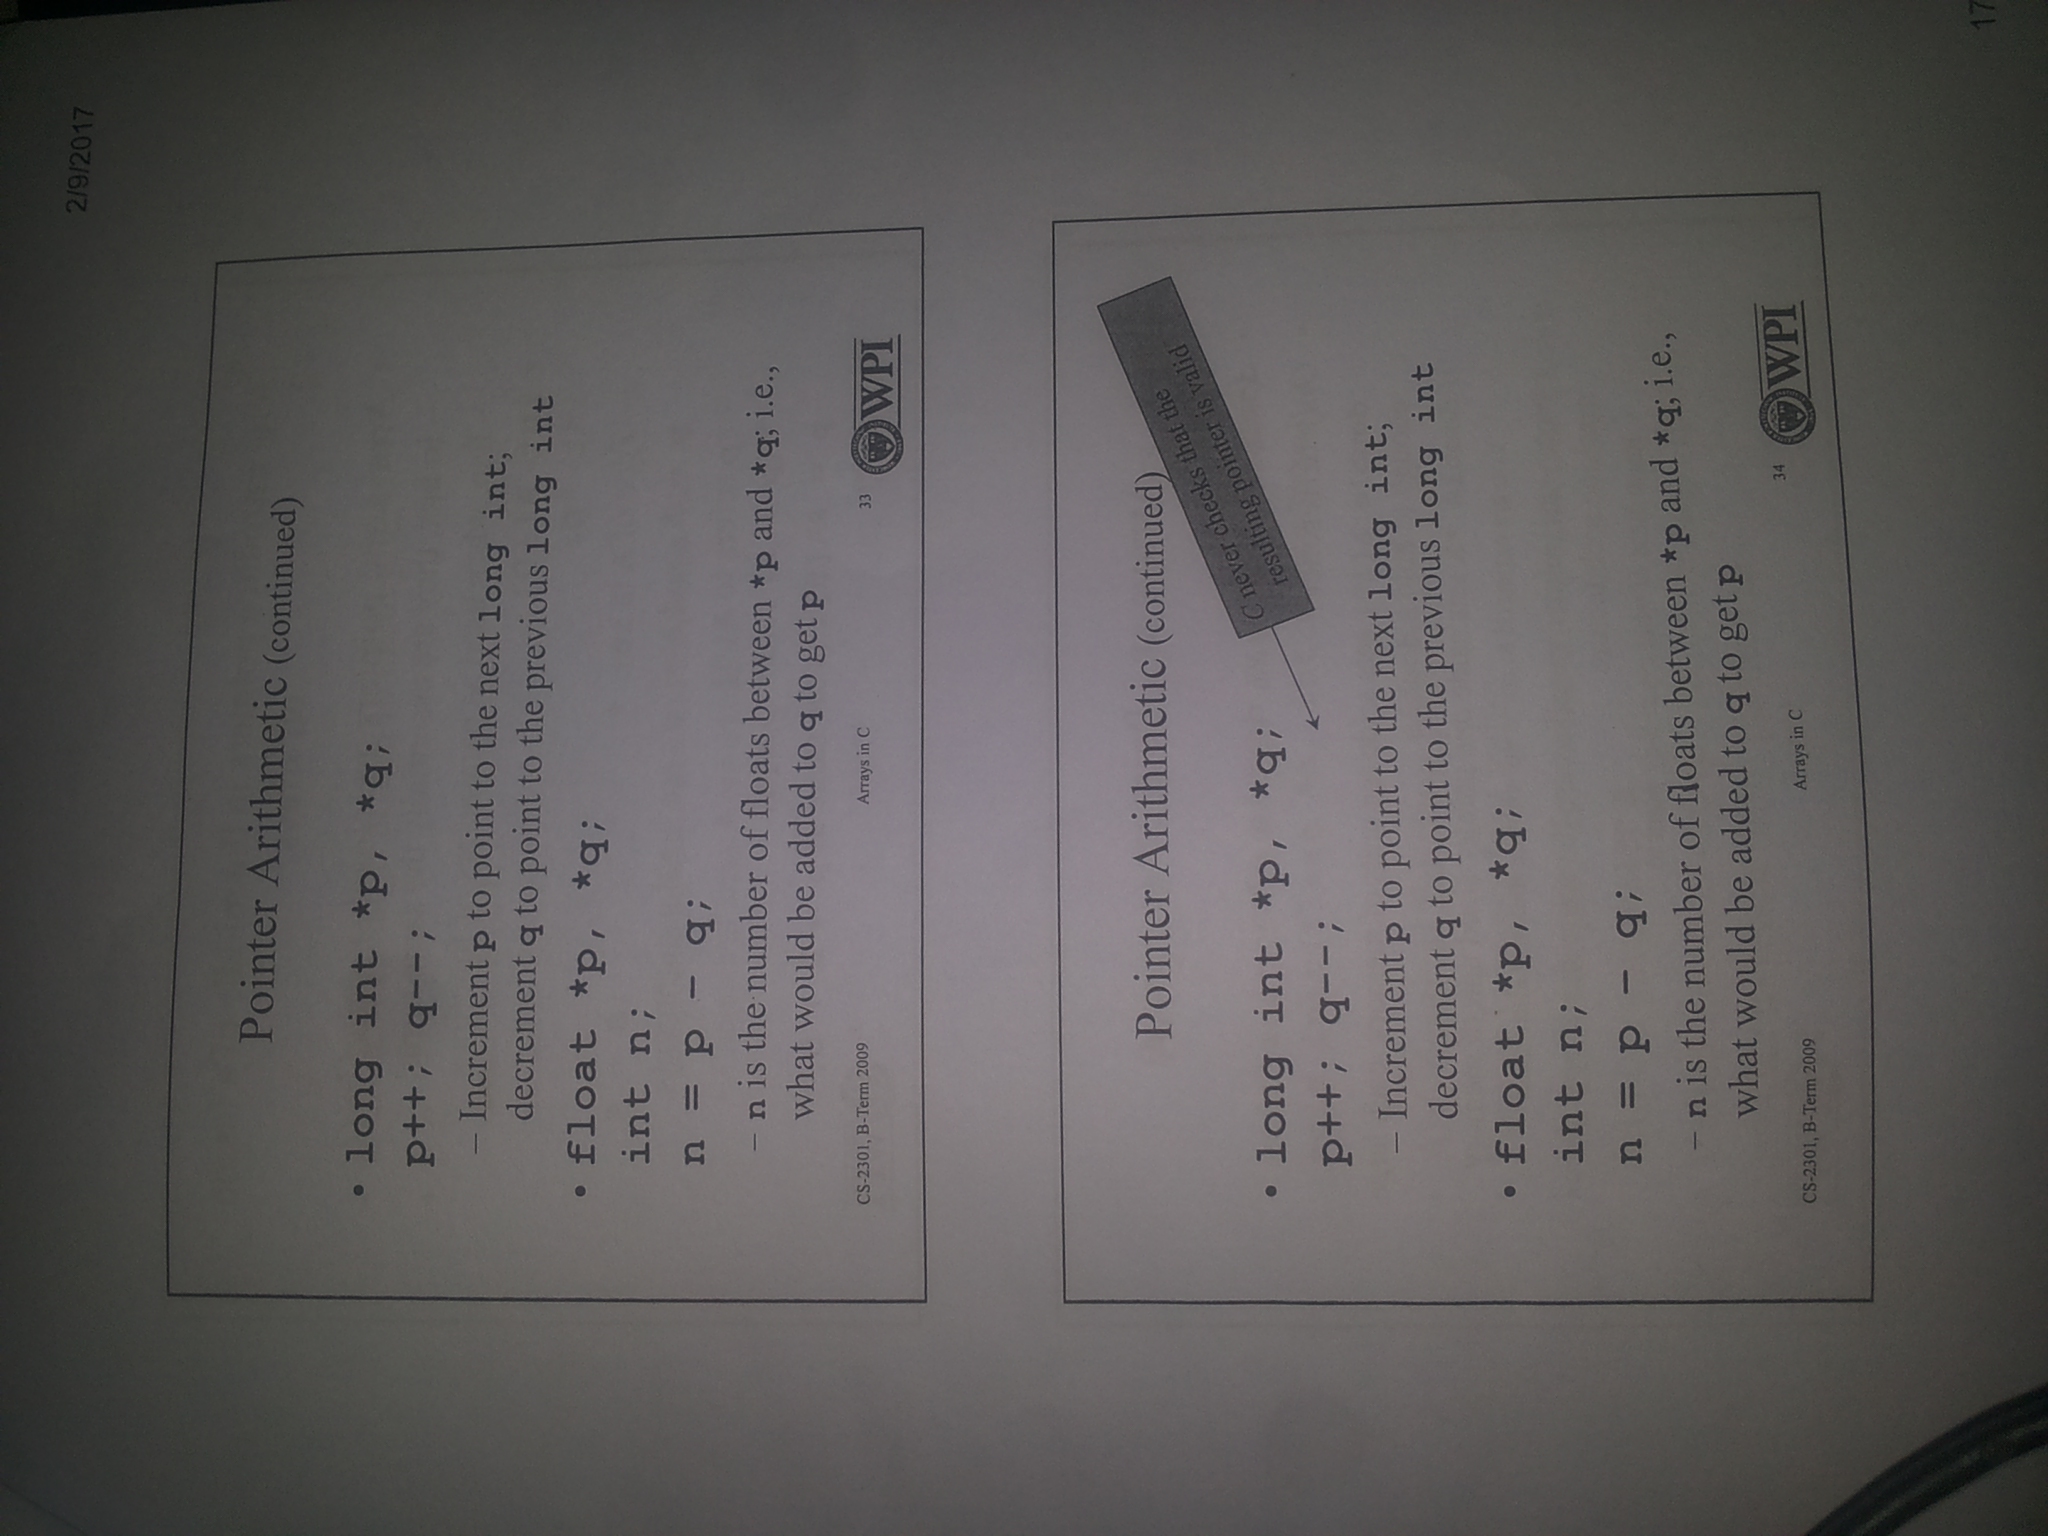 2/9/2017
Pointer Arithmetic (continued)
• long int *p, *q;
p++; q--;
– Increment p to point to the next long int;
decrement q to point to the previous long int
• float *p, *q;
int n;
n = p - q;
– n is the number of floats between *p and *q; i.e.,
what would be added to q to get p
CS-2301, B-Term 2009 Arrays in C 33 WPI
Pointer Arithmetic (continued)
C never checks that the
resulting pointer is valid
• long int *p, *q;
p++; q--;
– Increment p to point to the next long int;
decrement q to point to the previous long int
• float *p, *q;
int n;
n = p - q;
– n is the number of floats between *p and *q; i.e.,
what would be added to q to get p
CS-2301, B-Term 2009 Arrays in C 34 WPI
17